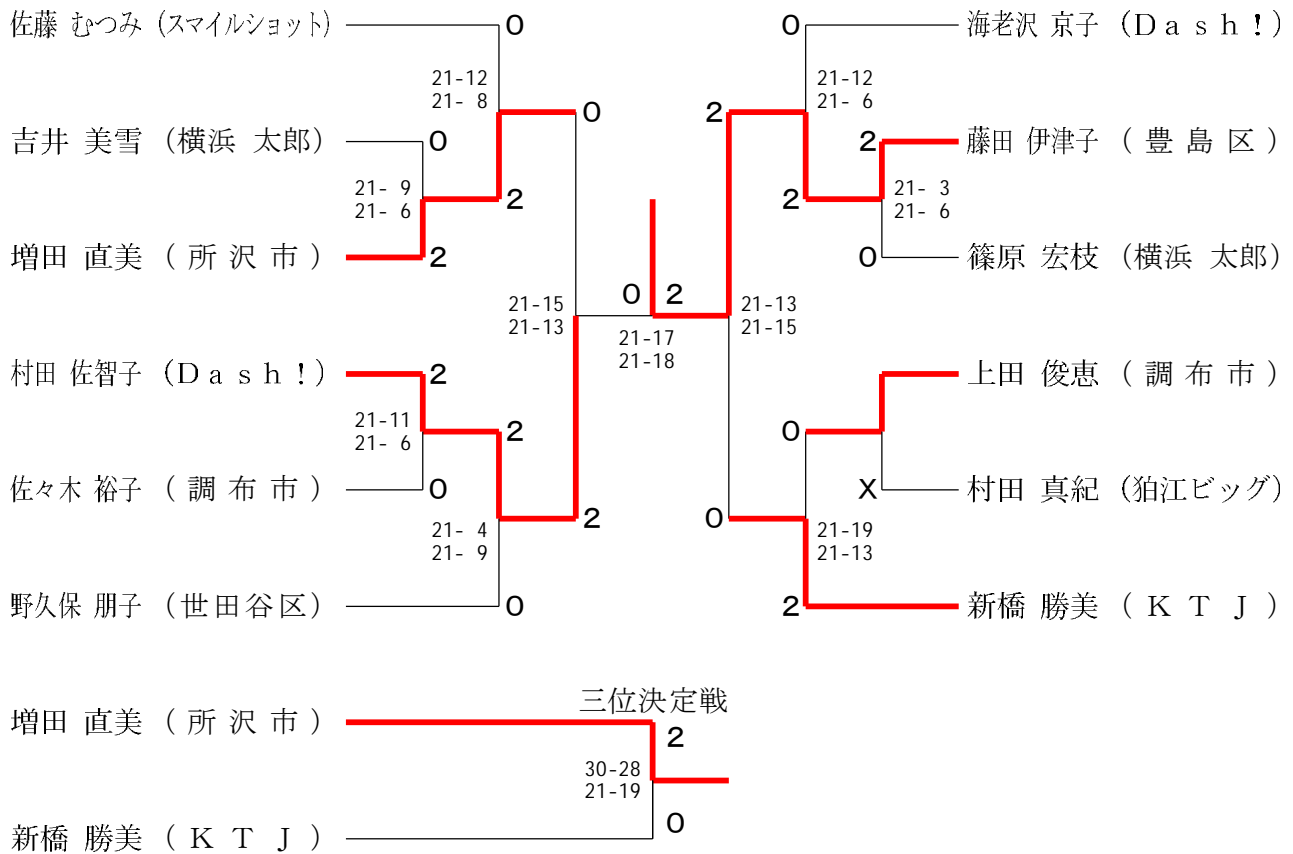 佐藤 むつみ (スマイルショット)
0
21-12
21- 8
0
吉井 美雪 (横浜 太郎)
0
21- 9
21- 6
2
増田 直美 (所沢市)
2
21-15
21-13
村田 佐智子 (Dash!)
2
21-11
21- 6
2
佐々木 裕子 (調布市)
0
21- 4
21- 9
2
野久保 朋子 (世田谷区)
0
0 2
21-17
21-18
0
海老沢 京子 (Dash!)
21-12
21- 6
2
2
藤田 伊津子 (豊島区)
2
21- 3
21- 6
0
篠原 宏枝 (横浜 太郎)
21-13
21-15
上田 俊恵 (調布市)
0
X
村田 真紀 (狛江ビッグ)
0
21-19
21-13
2
新橋 勝美 (KTJ)
三位決定戦
増田 直美 (所沢市)
2
30-28
21-19
0
新橋 勝美 (KTJ)